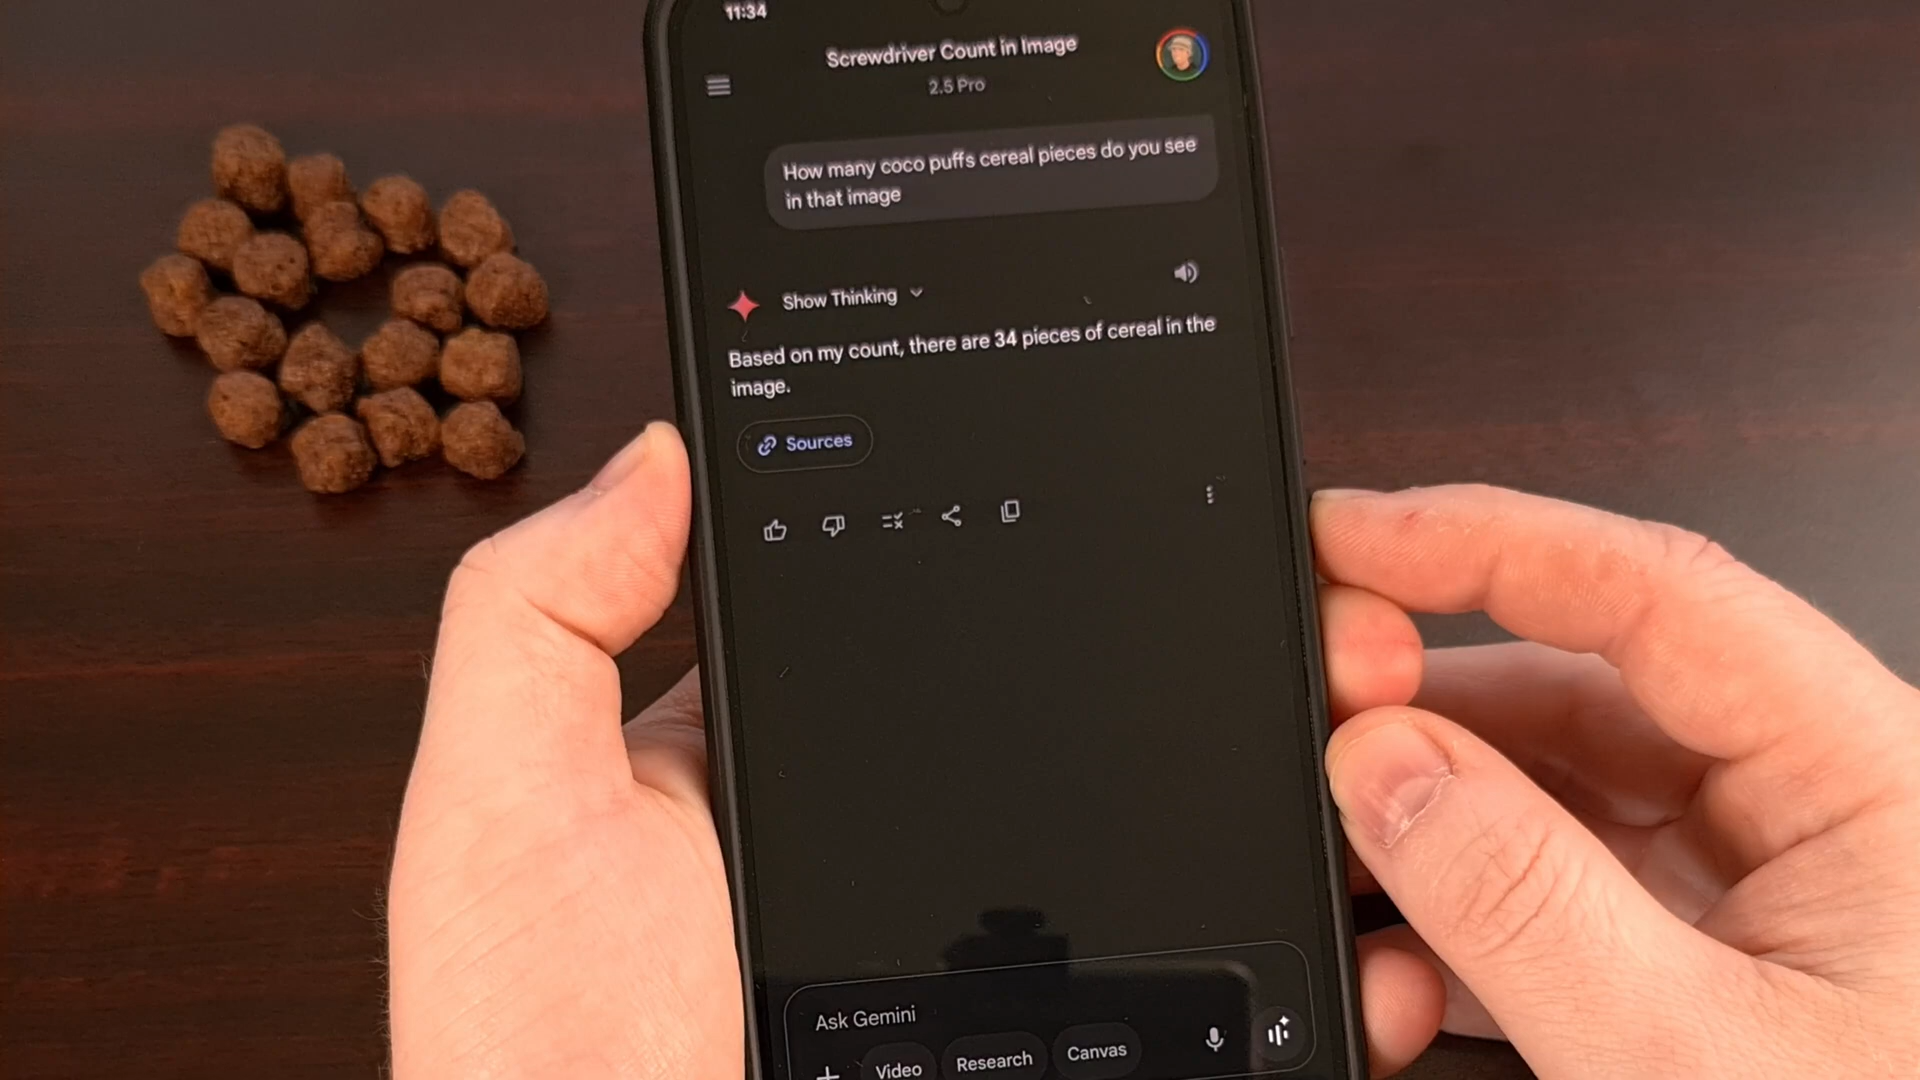 11:34
Screwdriver Count in Image
2.5 Pro
How many coco puffs cereal pieces do you see
in that image
Show Thinking
Based on my count, there are 34 pieces of cereal in the
image.
Sources
Ask Gemini
Video Research Canvas